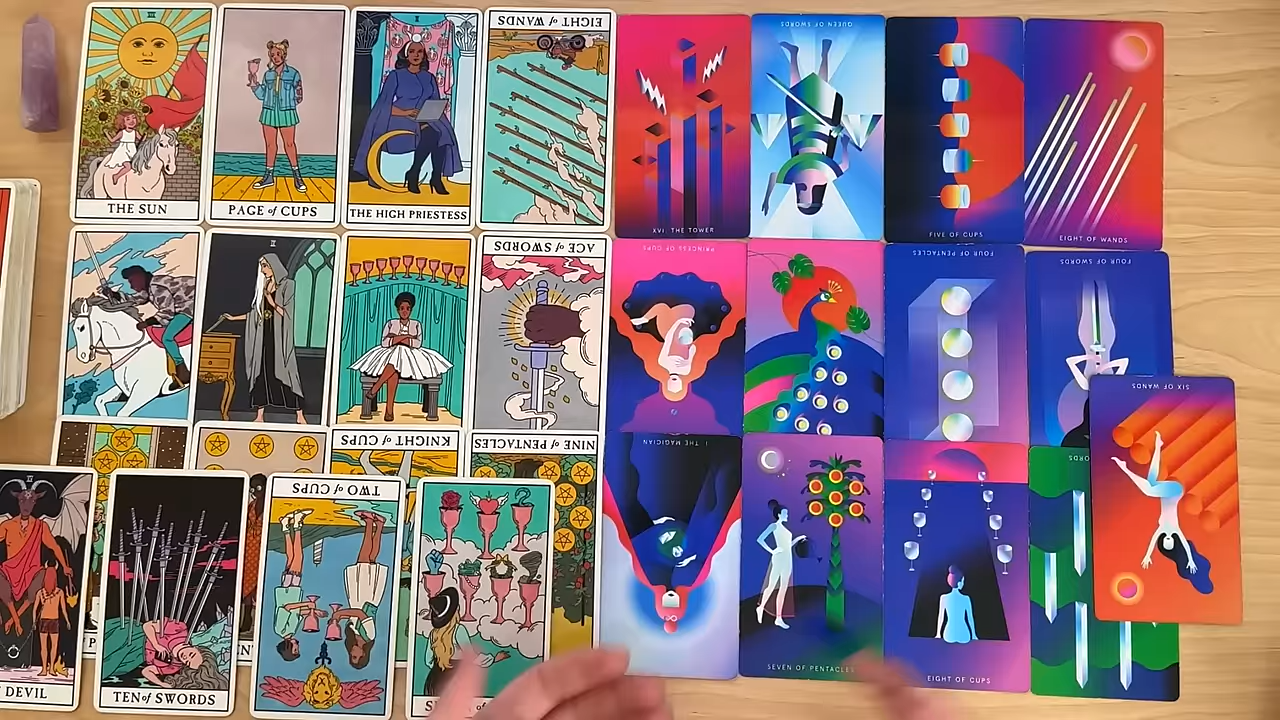 THE SUN
PAGE of CUPS
II
THE HIGH PRIESTESS
EIGHT of WANDS
XVI: THE TOWER
QUEEN OF SWORDS
FIVE OF CUPS
EIGHT OF WANDS
II
ACE of SWORDS
PRINCESS OF CUPS
FOUR OF PENTACLES
FOUR OF SWORDS
SIX OF WANDS
KNIGHT of CUPS
NINE of PENTACLES
I THE MAGICIAN
DEVIL
TEN of SWORDS
TWO of CUPS
SEVEN OF PENTACLES
EIGHT OF CUPS